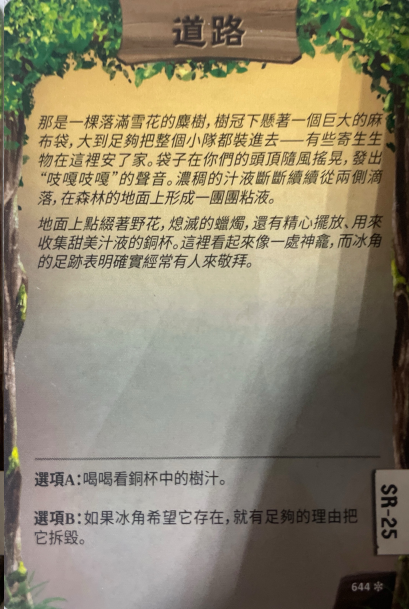 道路
那是一棵落滿雪花的麋樹，樹冠下懸著一個巨大的麻
布袋，大到足夠把整個小隊都裝進去——有些寄生生
物在這裡安了家。袋子在你們的頭頂隨風搖晃，發出
“吱嘎吱嘎”的聲音。濃稠的汁液斷斷續續從兩側滴
落，在森林的地面上形成一團團粘液。
地面上點綴著野花，熄滅的蠟燭，還有精心擺放、用來
收集甜美汁液的銅杯。這裡看起來像一處神龕，而冰角
的足跡表明確實經常有人來敬拜。
選項A：喝喝看銅杯中的樹汁。
選項B：如果冰角希望它存在，就有足夠的理由把
它拆毀。
SR-25
644